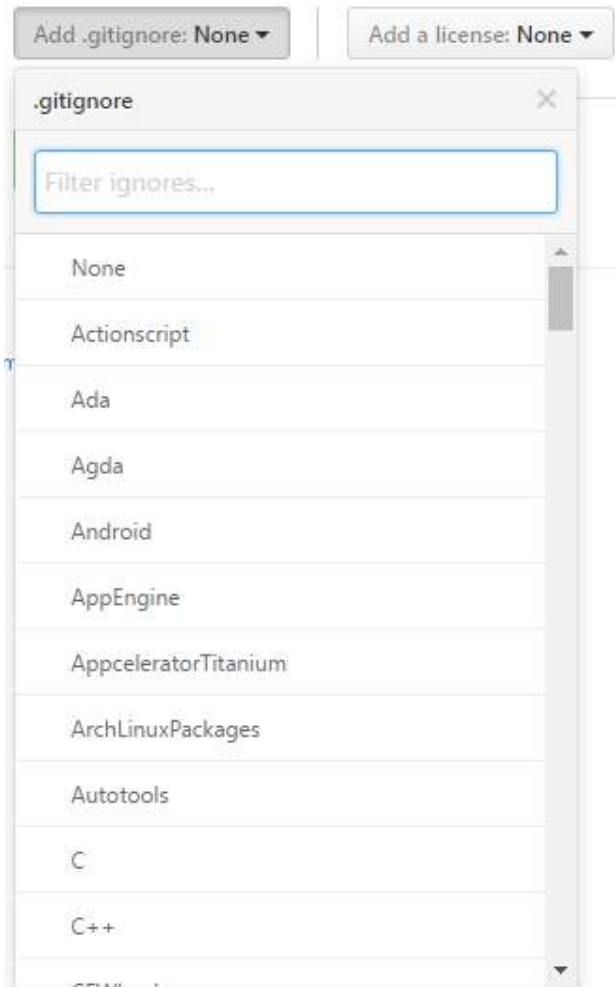 Add .gitignore: None
Add a license: None
.gitignore
Filter ignores...
None
Actionscript
Ada
Agda
Android
AppEngine
AppceleratorTitanium
ArchLinuxPackages
Autotools
C
C++